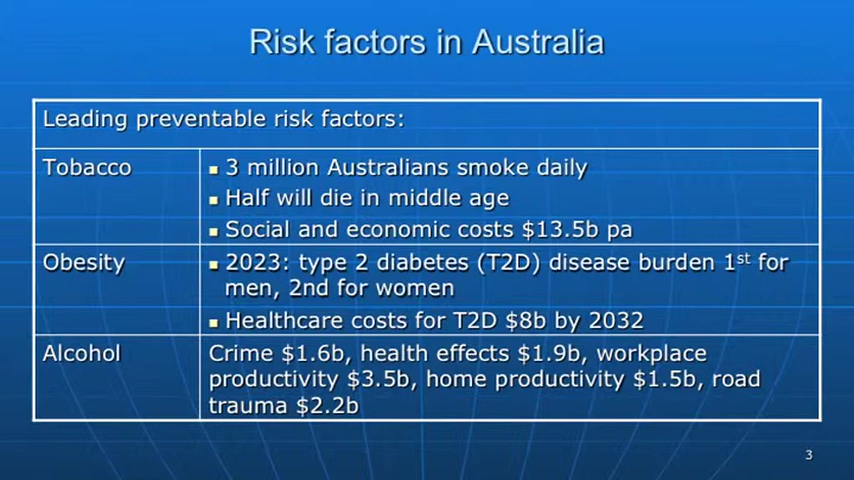 Risk factors in Australia
Leading preventable risk factors:
Tobacco
▪ 3 million Australians smoke daily
▪ Half will die in middle age
▪ Social and economic costs $13.5b pa
Obesity
▪ 2023: type 2 diabetes (T2D) disease burden 1st for
men, 2nd for women
▪ Healthcare costs for T2D $8b by 2032
Alcohol
Crime $1.6b, health effects $1.9b, workplace
productivity $3.5b, home productivity $1.5b, road
trauma $2.2b
3